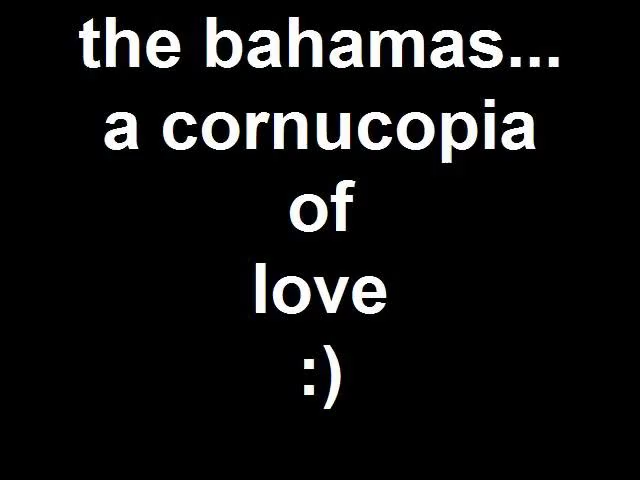 the bahamas...
a cornucopia
of
love
:)